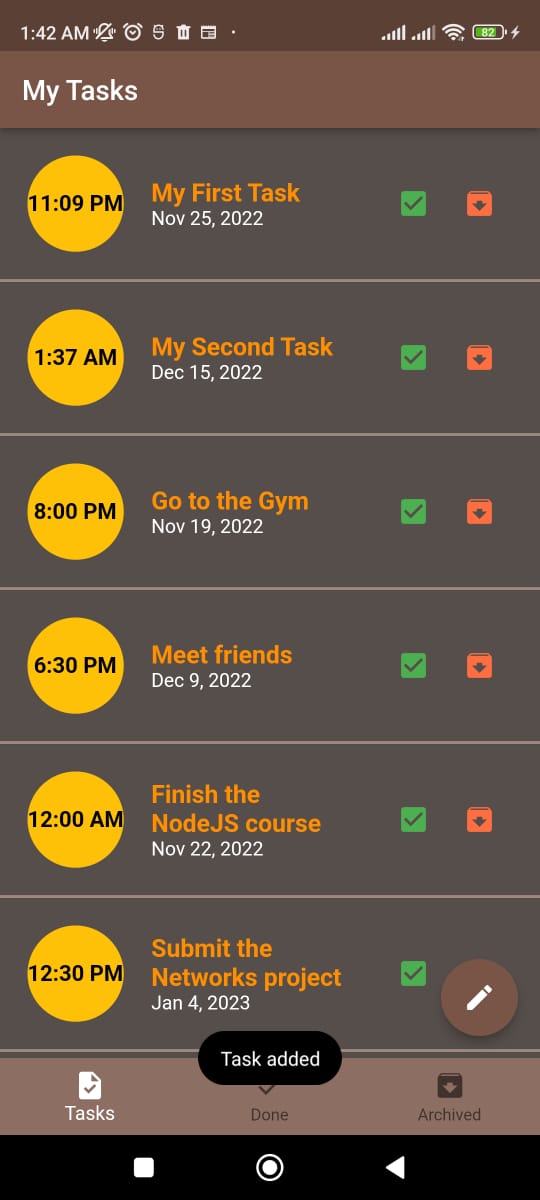 1:42 AM
82
My Tasks
11:09 PM
My First Task
Nov 25, 2022
1:37 AM
My Second Task
Dec 15, 2022
8:00 PM
Go to the Gym
Nov 19, 2022
6:30 PM
Meet friends
Dec 9, 2022
12:00 AM
Finish the
NodeJS course
Nov 22, 2022
12:30 PM
Submit the
Networks project
Jan 4, 2023
Task added
Tasks
Done
Archived